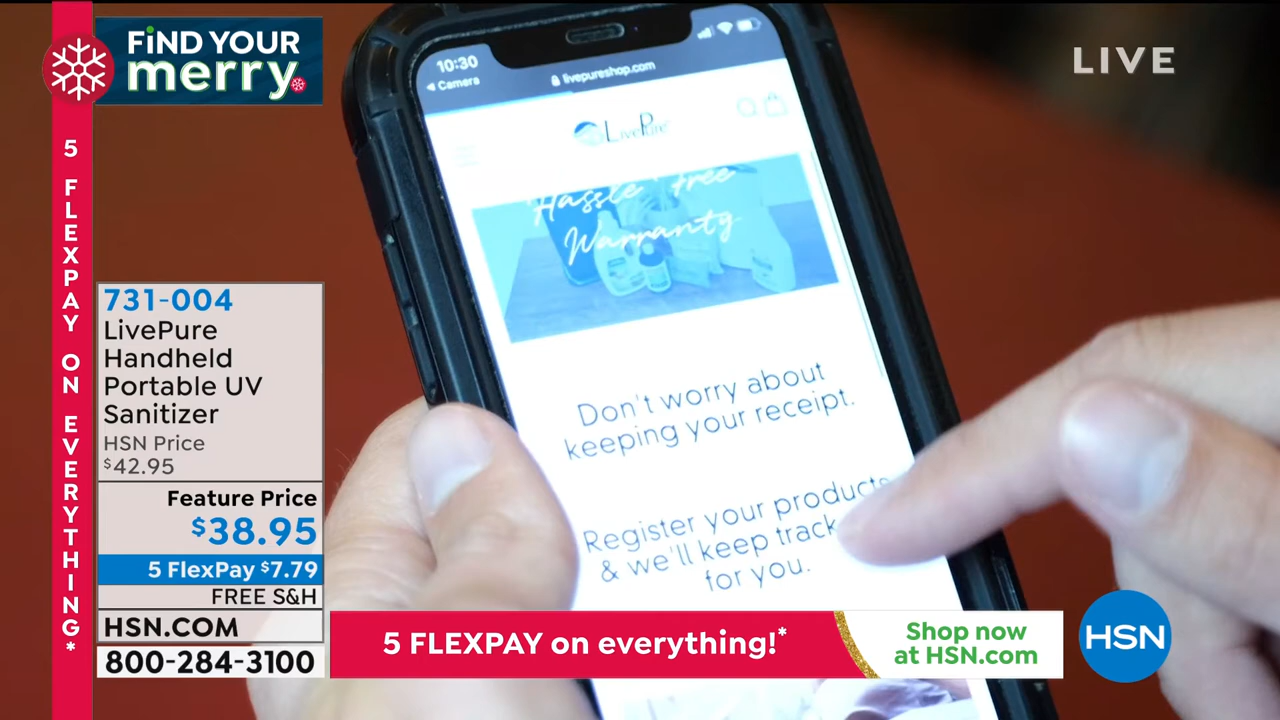 FiND YOUR
merry.
LIVE
5 FLEXPAY ON EVERYTHING!*
10:30
Camera
livepureshop.com
LivePure
Hassle Free
Warranty
Don't worry about
keeping your receipt.
Register your products
& we'll keep track
for you.
731-004
LivePure
Handheld
Portable UV
Sanitizer
HSN Price
$42.95
Feature Price
$38.95
5 FlexPay $7.79
FREE S&H
HSN.COM
800-284-3100
5 FLEXPAY on everything!*
Shop now
at HSN.com
HSN